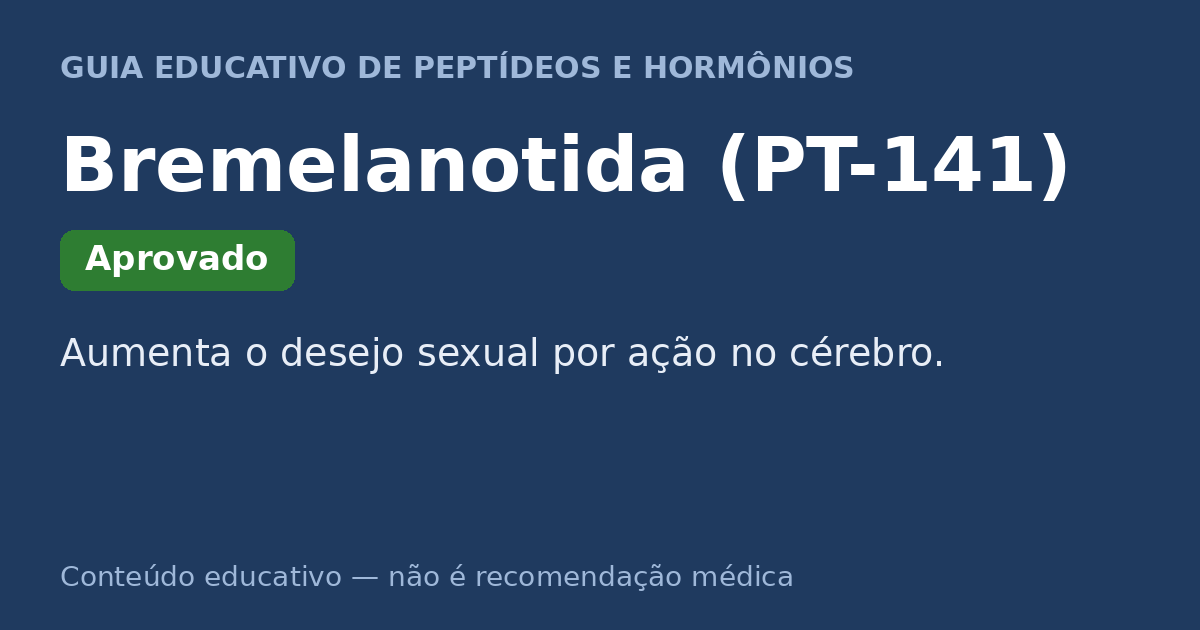 GUIA EDUCATIVO DE PEPTÍDEOS E HORMÔNIOS
Bremelanotida (PT-141)
Aprovado
Aumenta o desejo sexual por ação no cérebro.
Conteúdo educativo — não é recomendação médica